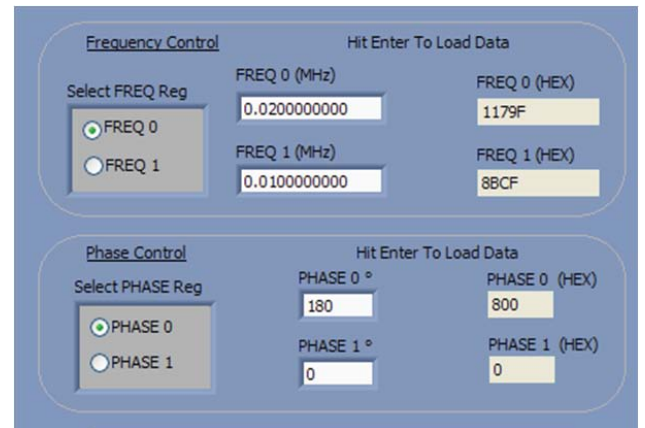 Frequency Control Hit Enter To Load Data
Select FREQ Reg
FREQ 0
FREQ 1
FREQ 0 (MHz) FREQ 0 (HEX)
0.0200000000 1179F
FREQ 1 (MHz) FREQ 1 (HEX)
0.0100000000 8BCF
Phase Control Hit Enter To Load Data
Select PHASE Reg
PHASE 0
PHASE 1
PHASE 0 ° PHASE 0 (HEX)
180 800
PHASE 1 ° PHASE 1 (HEX)
0 0